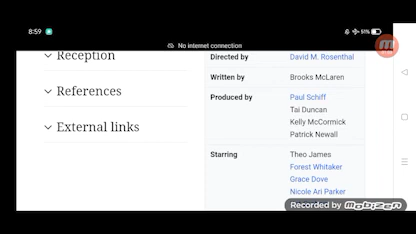 8:59
51%
No internet connection
Reception
References
External links
Directed by David M. Rosenthal
Written by Brooks McLaren
Produced by Paul Schiff
Tai Duncan
Kelly McCormick
Patrick Newall
Starring Theo James
Forest Whitaker
Grace Dove
Nicole Ari Parker
Recorded by Mobizen